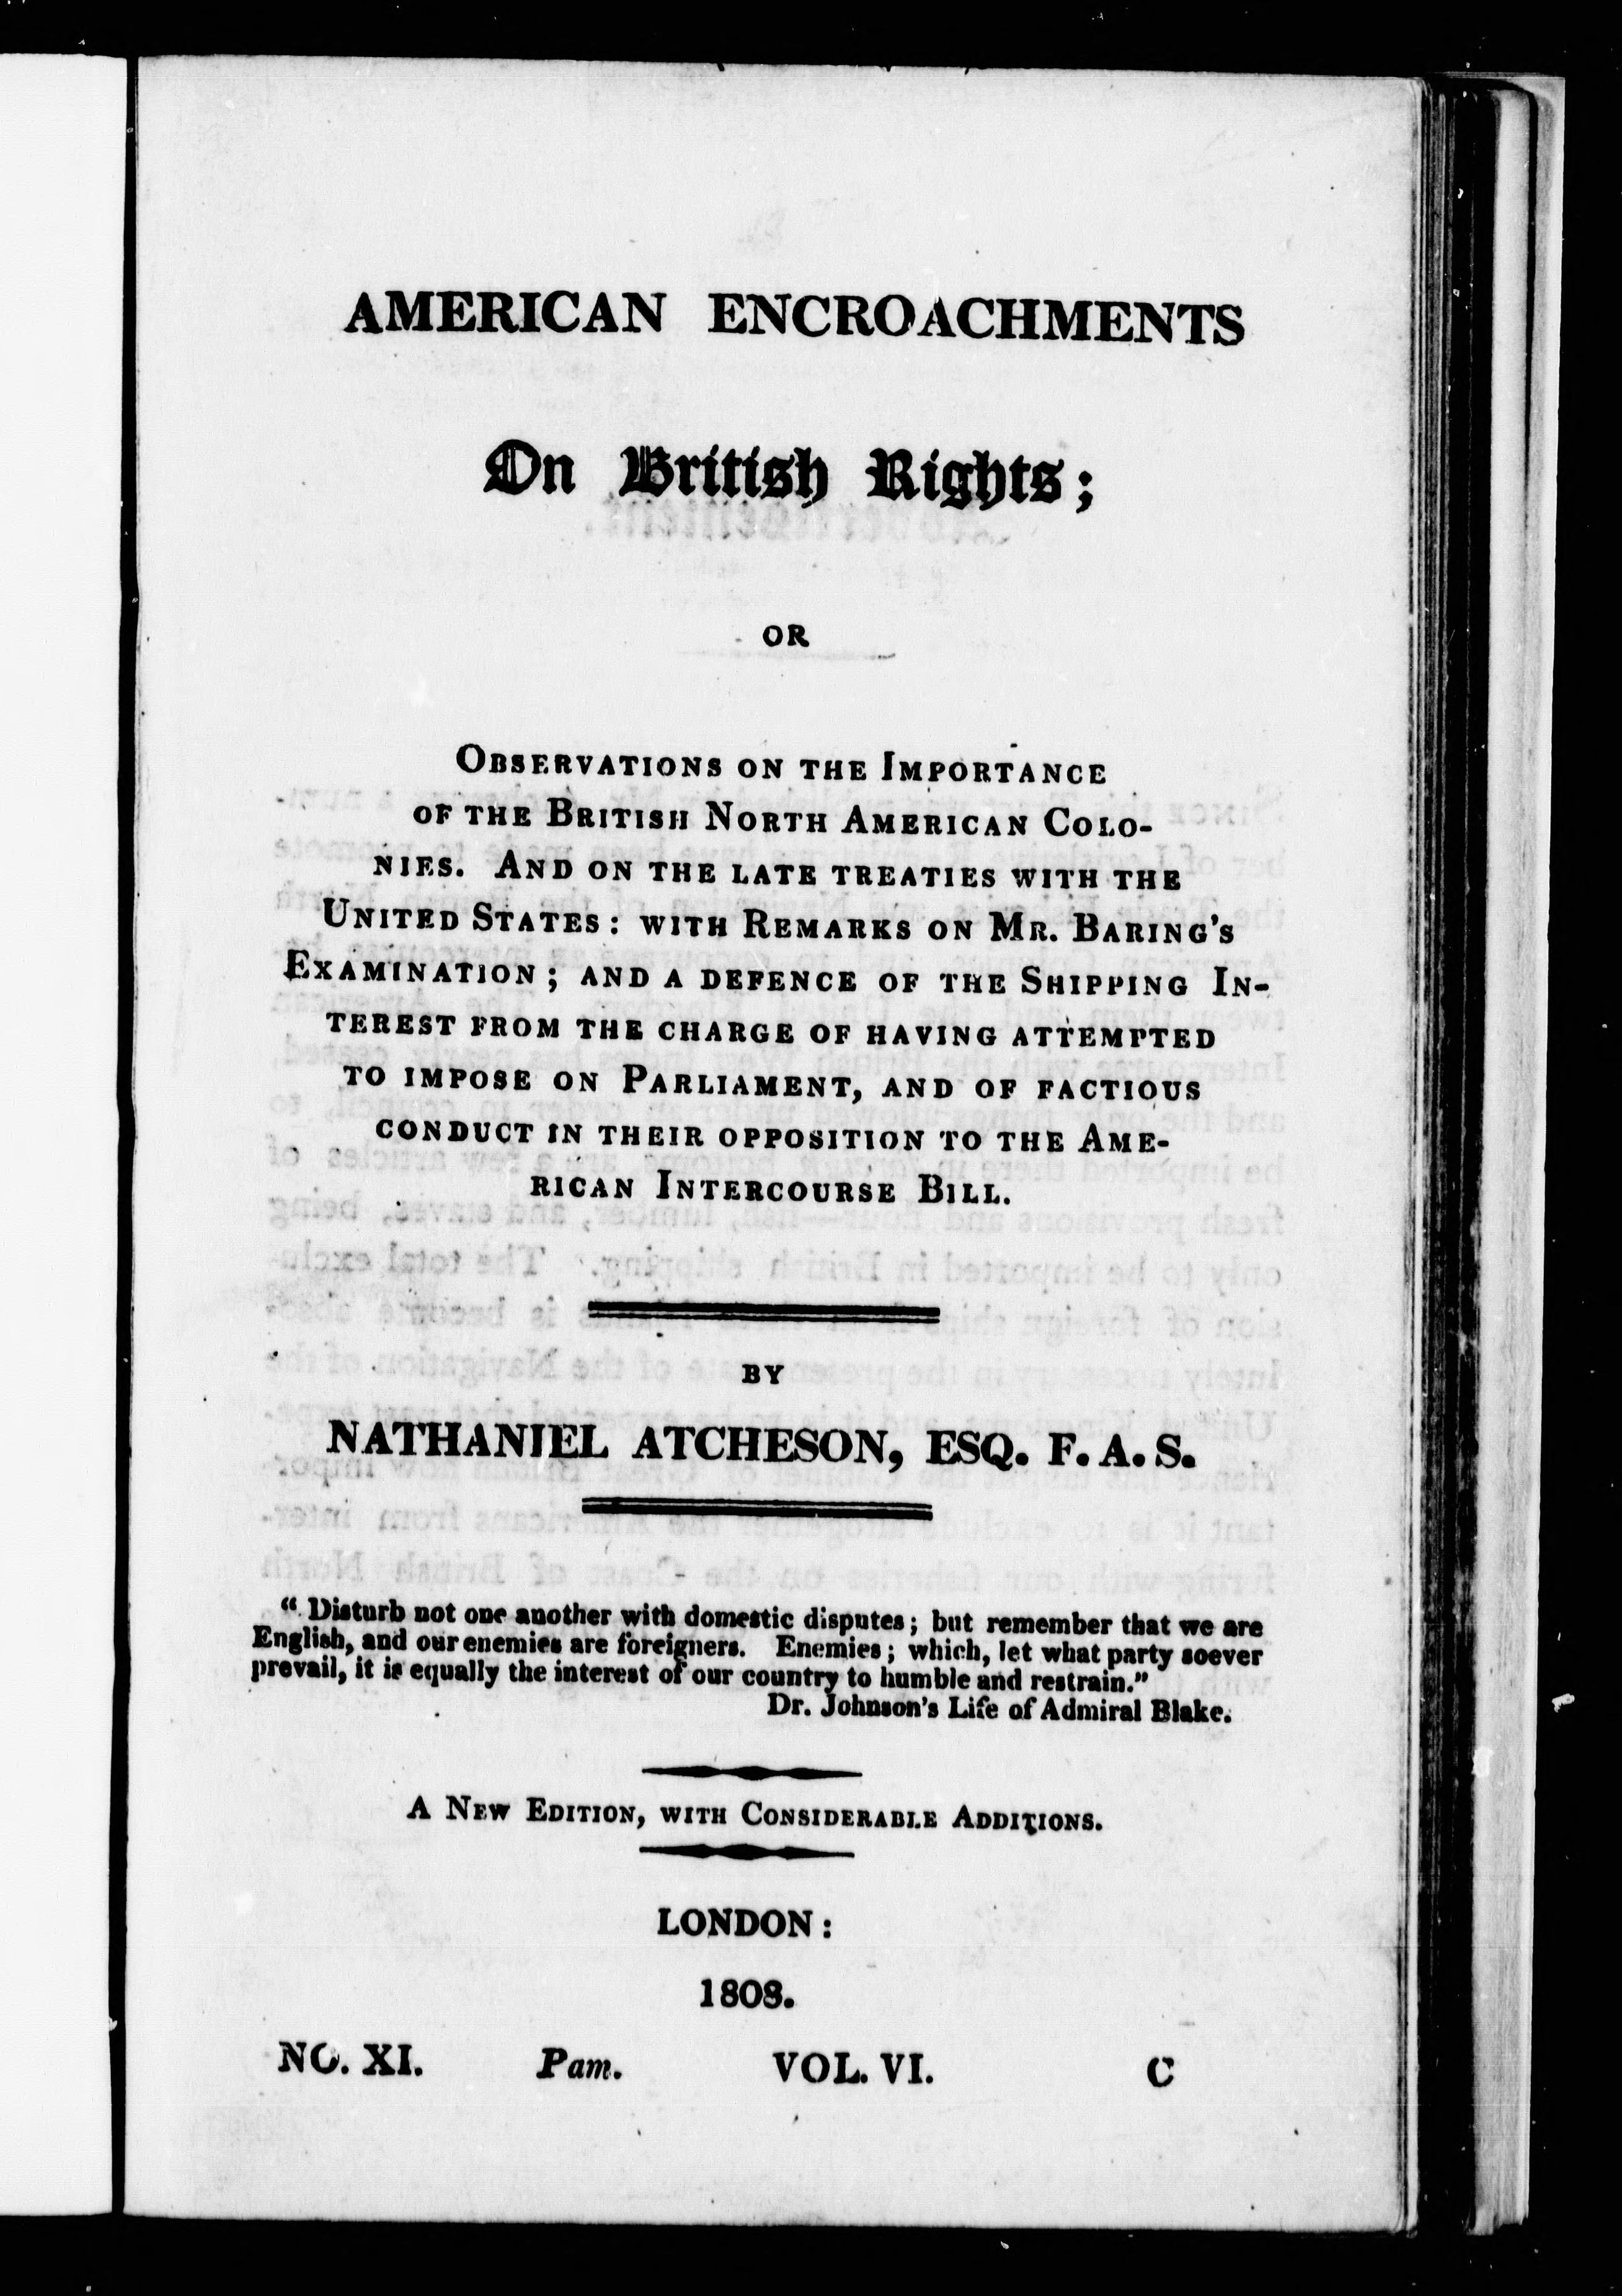 AMERICAN ENCROACHMENTS
On British Rights;
OR
OBSERVATIONS ON THE IMPORTANCE
OF THE BRITISH NORTH AMERICAN COLO-
NIES. AND ON THE LATE TREATIES WITH THE
UNITED STATES: WITH REMARKS ON MR. BARING'S
EXAMINATION; AND A DEFENCE OF THE SHIPPING IN-
TEREST FROM THE CHARGE OF HAVING ATTEMPTED
TO IMPOSE ON PARLIAMENT, AND OF FACTIOUS
CONDUCT IN THEIR OPPOSITION TO THE AME-
RICAN INTERCOURSE BILL.
BY
NATHANIEL ATCHESON, ESQ. F. A. S.
“Disturb not one another with domestic disputes; but remember that we are
English, and our enemies are foreigners. Enemies; which, let what party soever
prevail, it is equally the interest of our country to humble and restrain.”
Dr. Johnson's Life of Admiral Blake.
A NEW EDITION, WITH CONSIDERABLE ADDITIONS.
LONDON:
1808.
NO. XI. Pam. VOL. VI. C